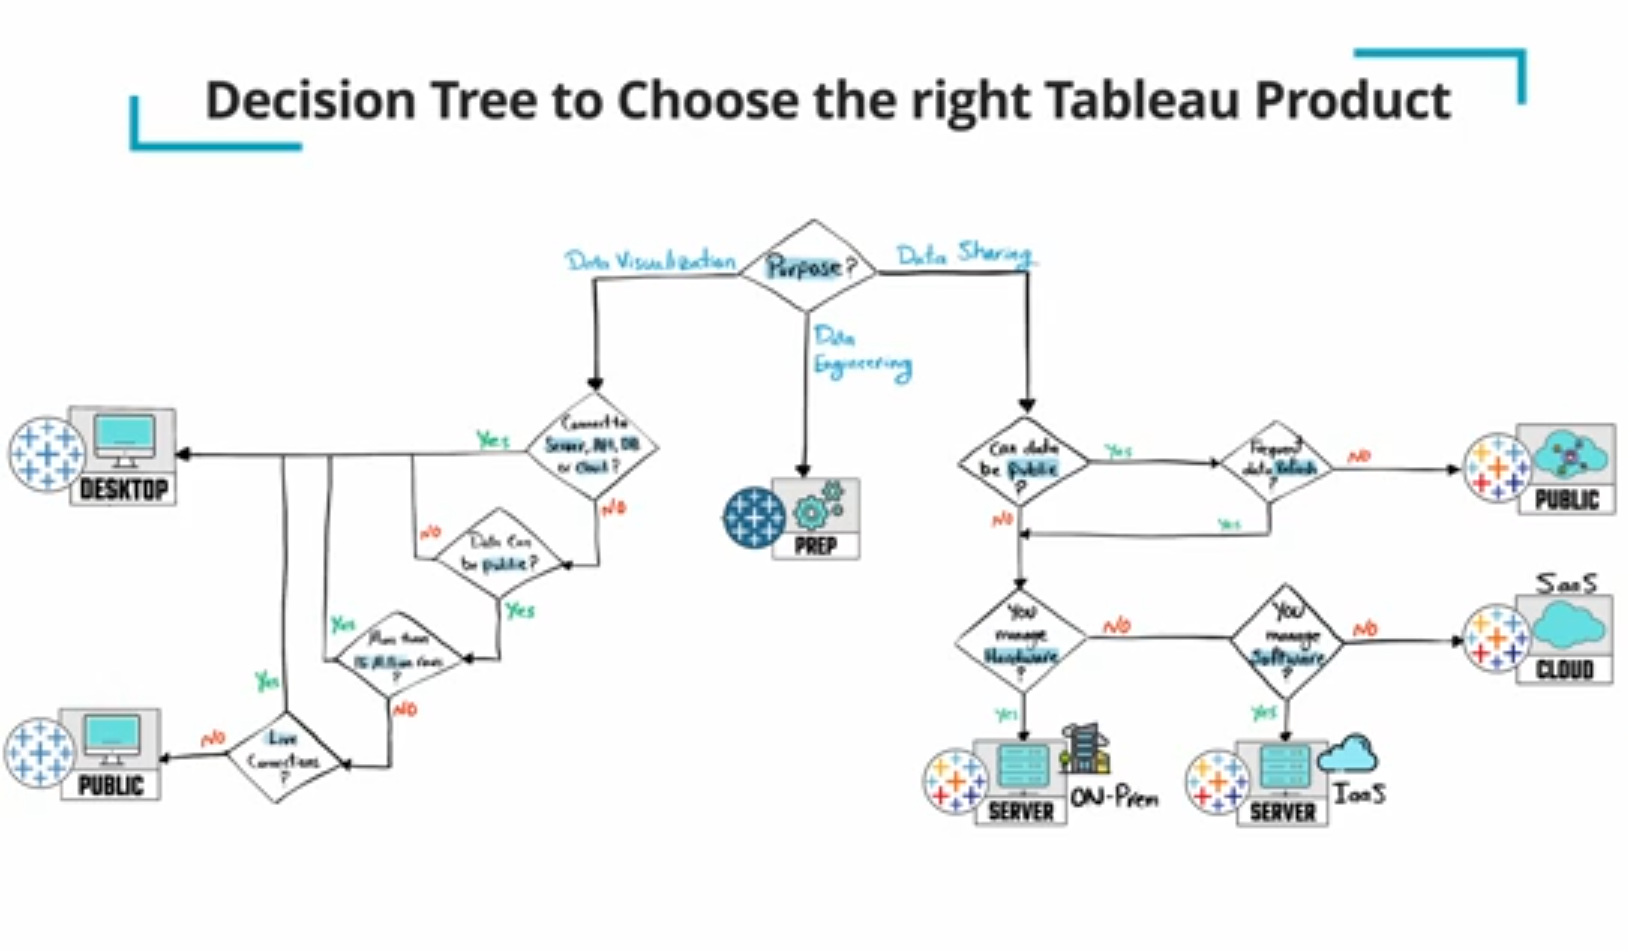 Decision Tree to Choose the right Tableau Product
Data Visualization
Purpose?
Data Sharing
Data
Engineering
DESKTOP
Yes
Connect to
Server, API, DB
or Cloud?
NO
NO
Data Can
be public?
Yes
Yes
More than
15 Million rows
?
NO
Yes
Live
Connections
?
NO
PUBLIC
PREP
Can data
be public
?
Yes
Frequent
data Refresh
?
NO
PUBLIC
NO
Yes
You
manage
Hardware
?
NO
You
manage
Software
?
NO
SaaS
CLOUD
Yes
SERVER
ON-Prem
Yes
SERVER
IaaS